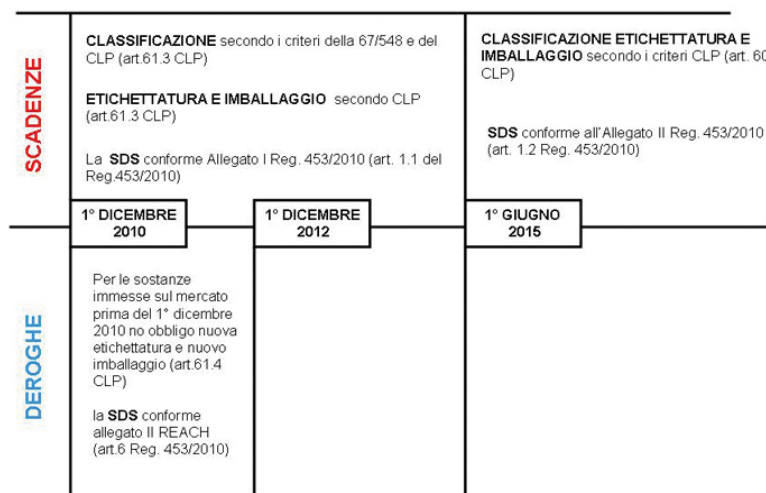 SCADENZE
CLASSIFICAZIONE secondo i criteri della 67/548 e del
CLP (art.61.3 CLP)
ETICHETTATURA E IMBALLAGGIO secondo CLP
(art.61.3 CLP)
La SDS conforme Allegato I Reg. 453/2010 (art. 1.1 del
Reg.453/2010)
CLASSIFICAZIONE ETICHETTATURA E
IMBALLAGGIO secondo i criteri CLP (art. 60
CLP)
SDS conforme all'Allegato II Reg. 453/2010
(art. 1.2 Reg. 453/2010)
1° DICEMBRE
2010
1° DICEMBRE
2012
1° GIUGNO
2015
DEROGHE
Per le sostanze
immesse sul mercato
prima del 1° dicembre
2010 no obbligo nuova
etichettatura e nuovo
imballaggio (art.61.4
CLP)
la SDS conforme
allegato II REACH
(art.6 Reg. 453/2010)